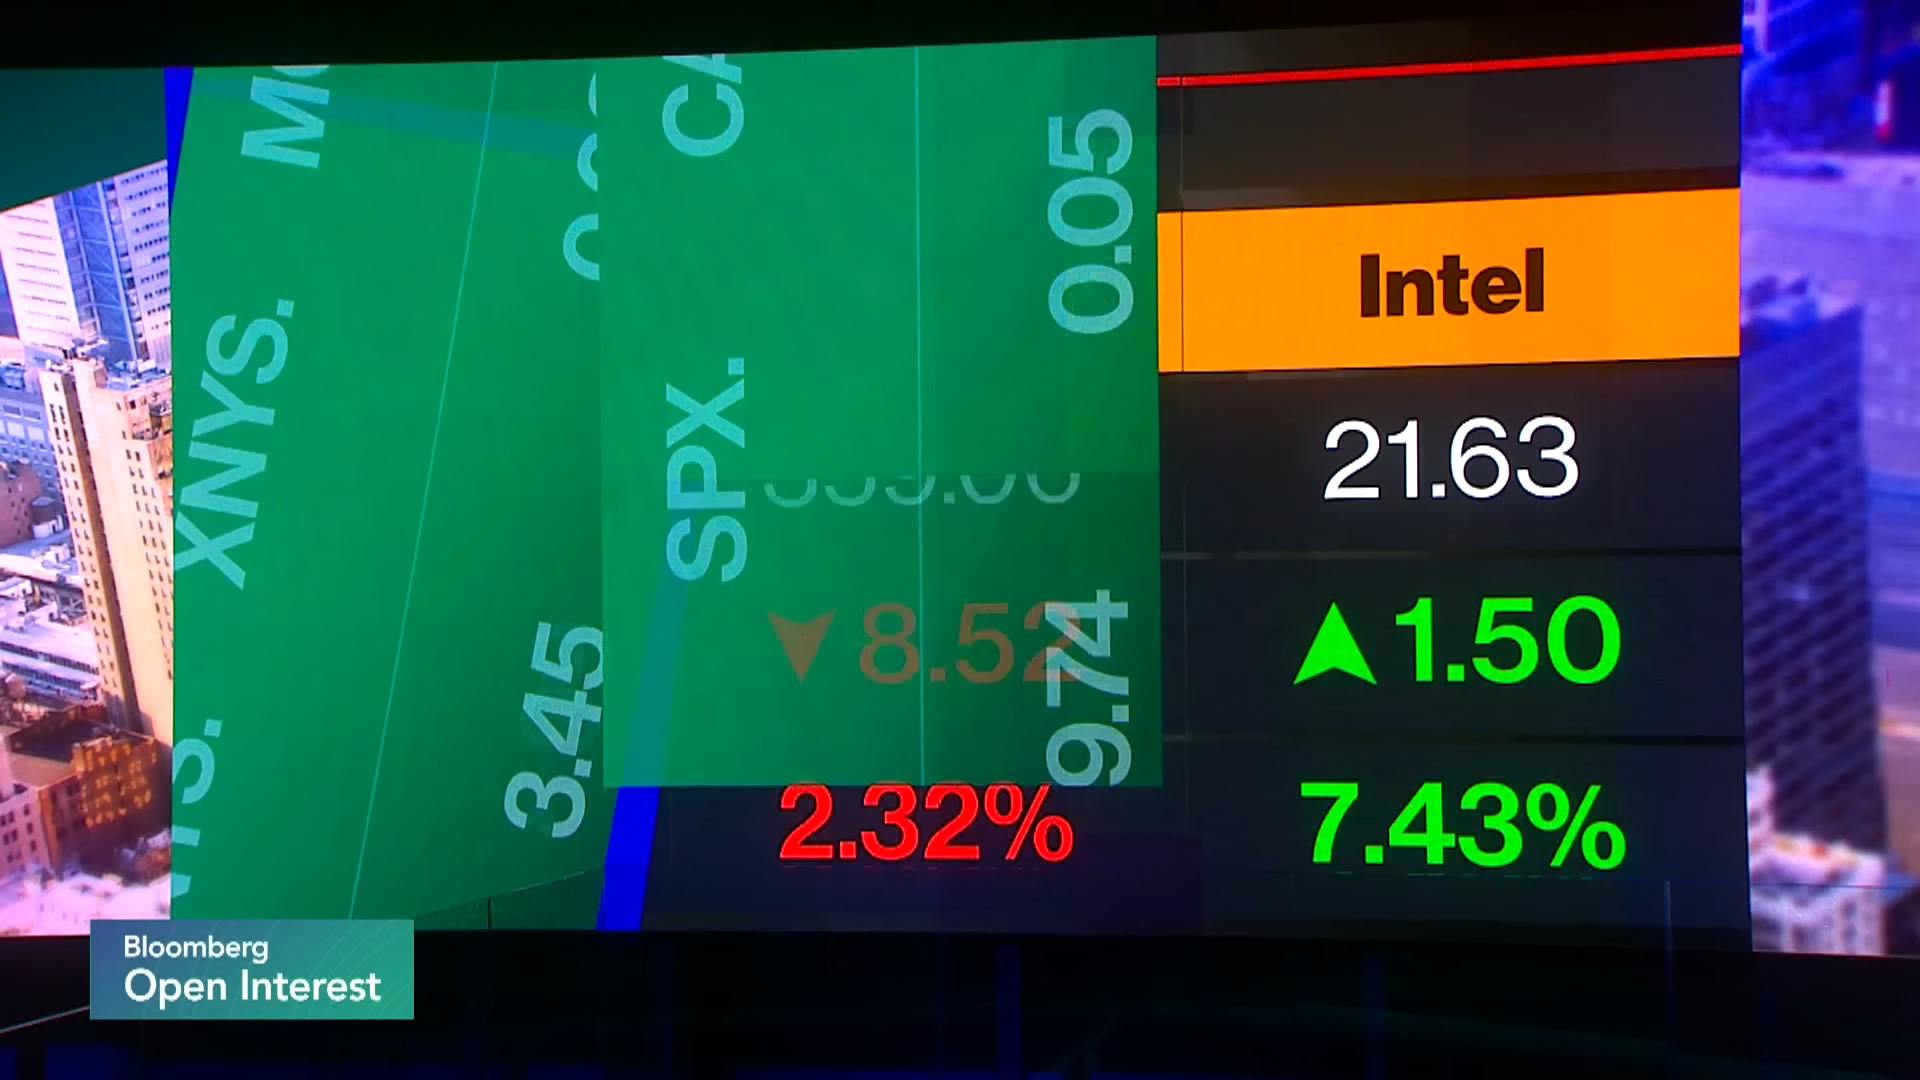 XNYS.
3.45
SPX.
0.05
9.74
▼8.52
2.32%
Intel
21.63
▲1.50
7.43%
Bloomberg
Open Interest